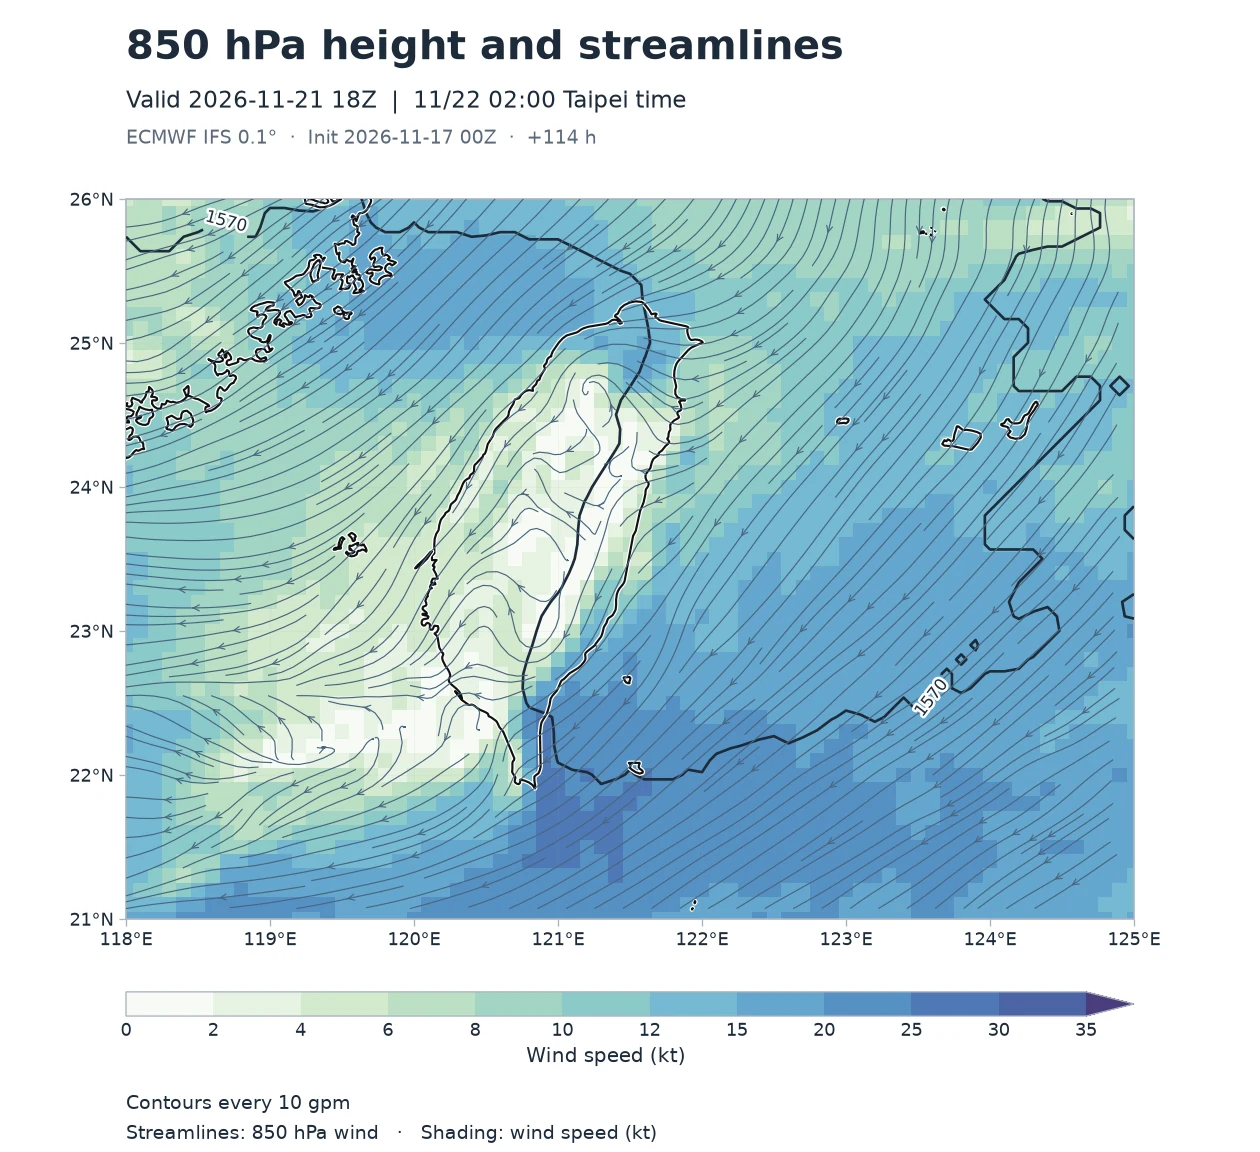 850 hPa height and streamlines
Valid 2026-11-21 18Z | 11/22 02:00 Taipei time
ECMWF IFS 0.1° · Init 2026-11-17 00Z · +114 h
26°N
25°N
24°N
23°N
22°N
21°N
1570
1570
118°E 119°E 120°E 121°E 122°E 123°E 124°E 125°E
0 2 4 6 8 10 12 15 20 25 30 35
Wind speed (kt)
Contours every 10 gpm
Streamlines: 850 hPa wind · Shading: wind speed (kt)